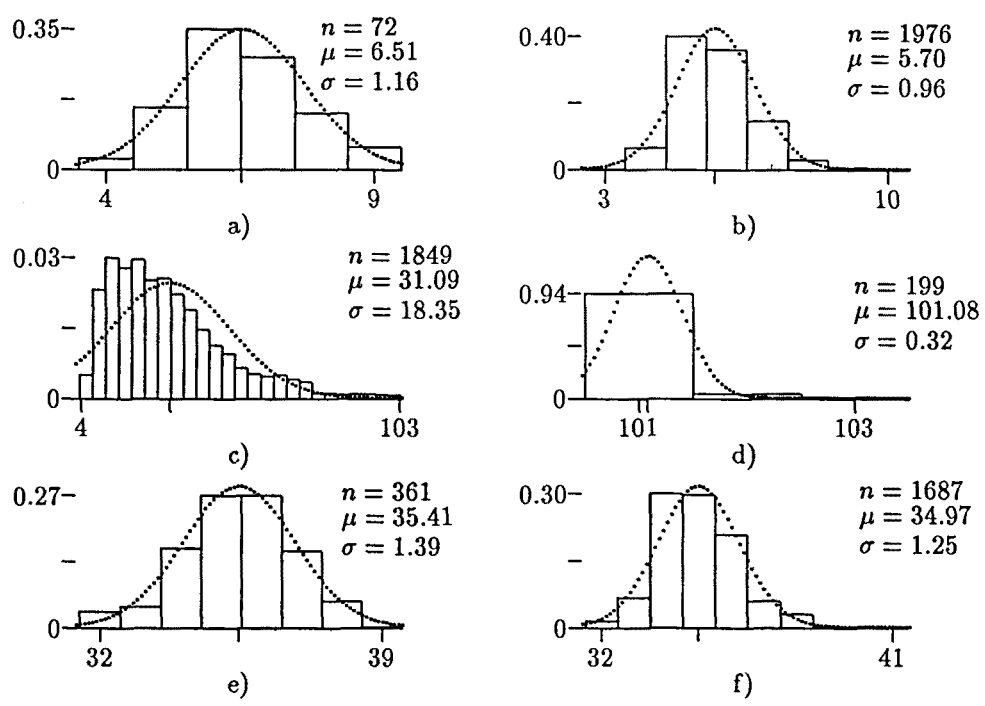 0.35
n = 72
μ = 6.51
σ = 1.16
0
4
9
a)
0.40
n = 1976
μ = 5.70
σ = 0.96
0
3
10
b)
0.03
n = 1849
μ = 31.09
σ = 18.35
0
4
103
c)
0.94
n = 199
μ = 101.08
σ = 0.32
0
101
103
d)
0.27
n = 361
μ = 35.41
σ = 1.39
0
32
39
e)
0.30
n = 1687
μ = 34.97
σ = 1.25
0
32
41
f)